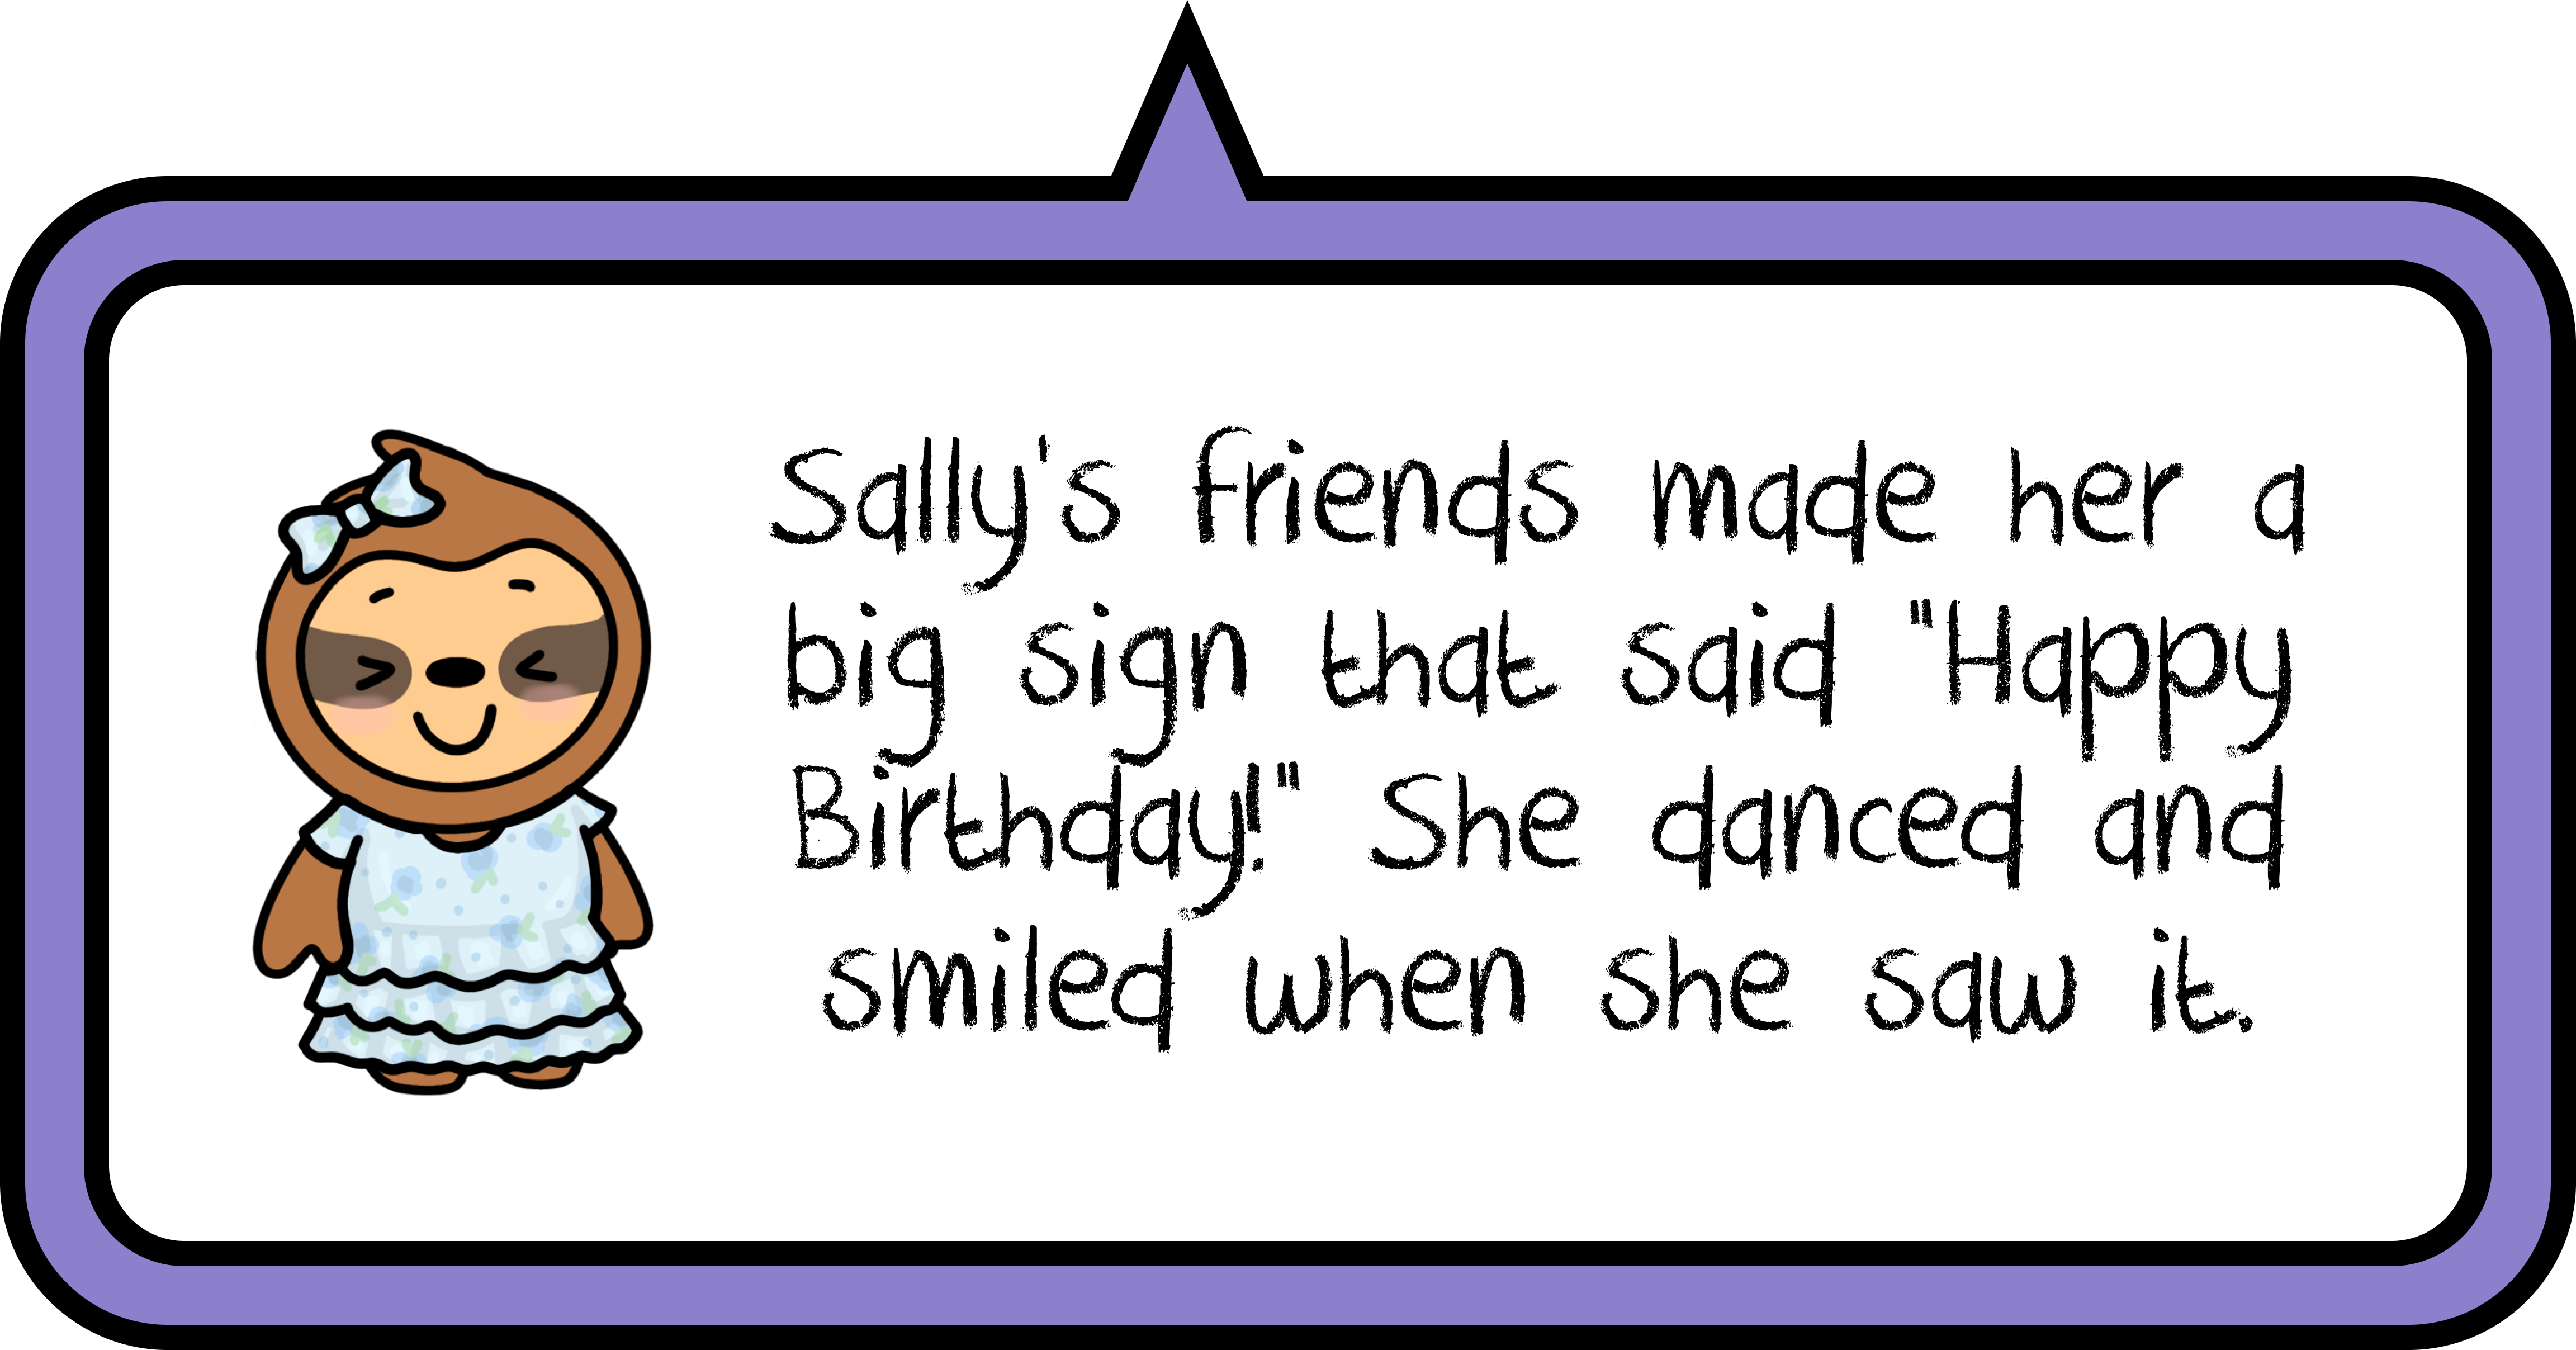 Sally's friends made her a
big sign that said "Happy
Birthday!" She danced and
smiled when she saw it.